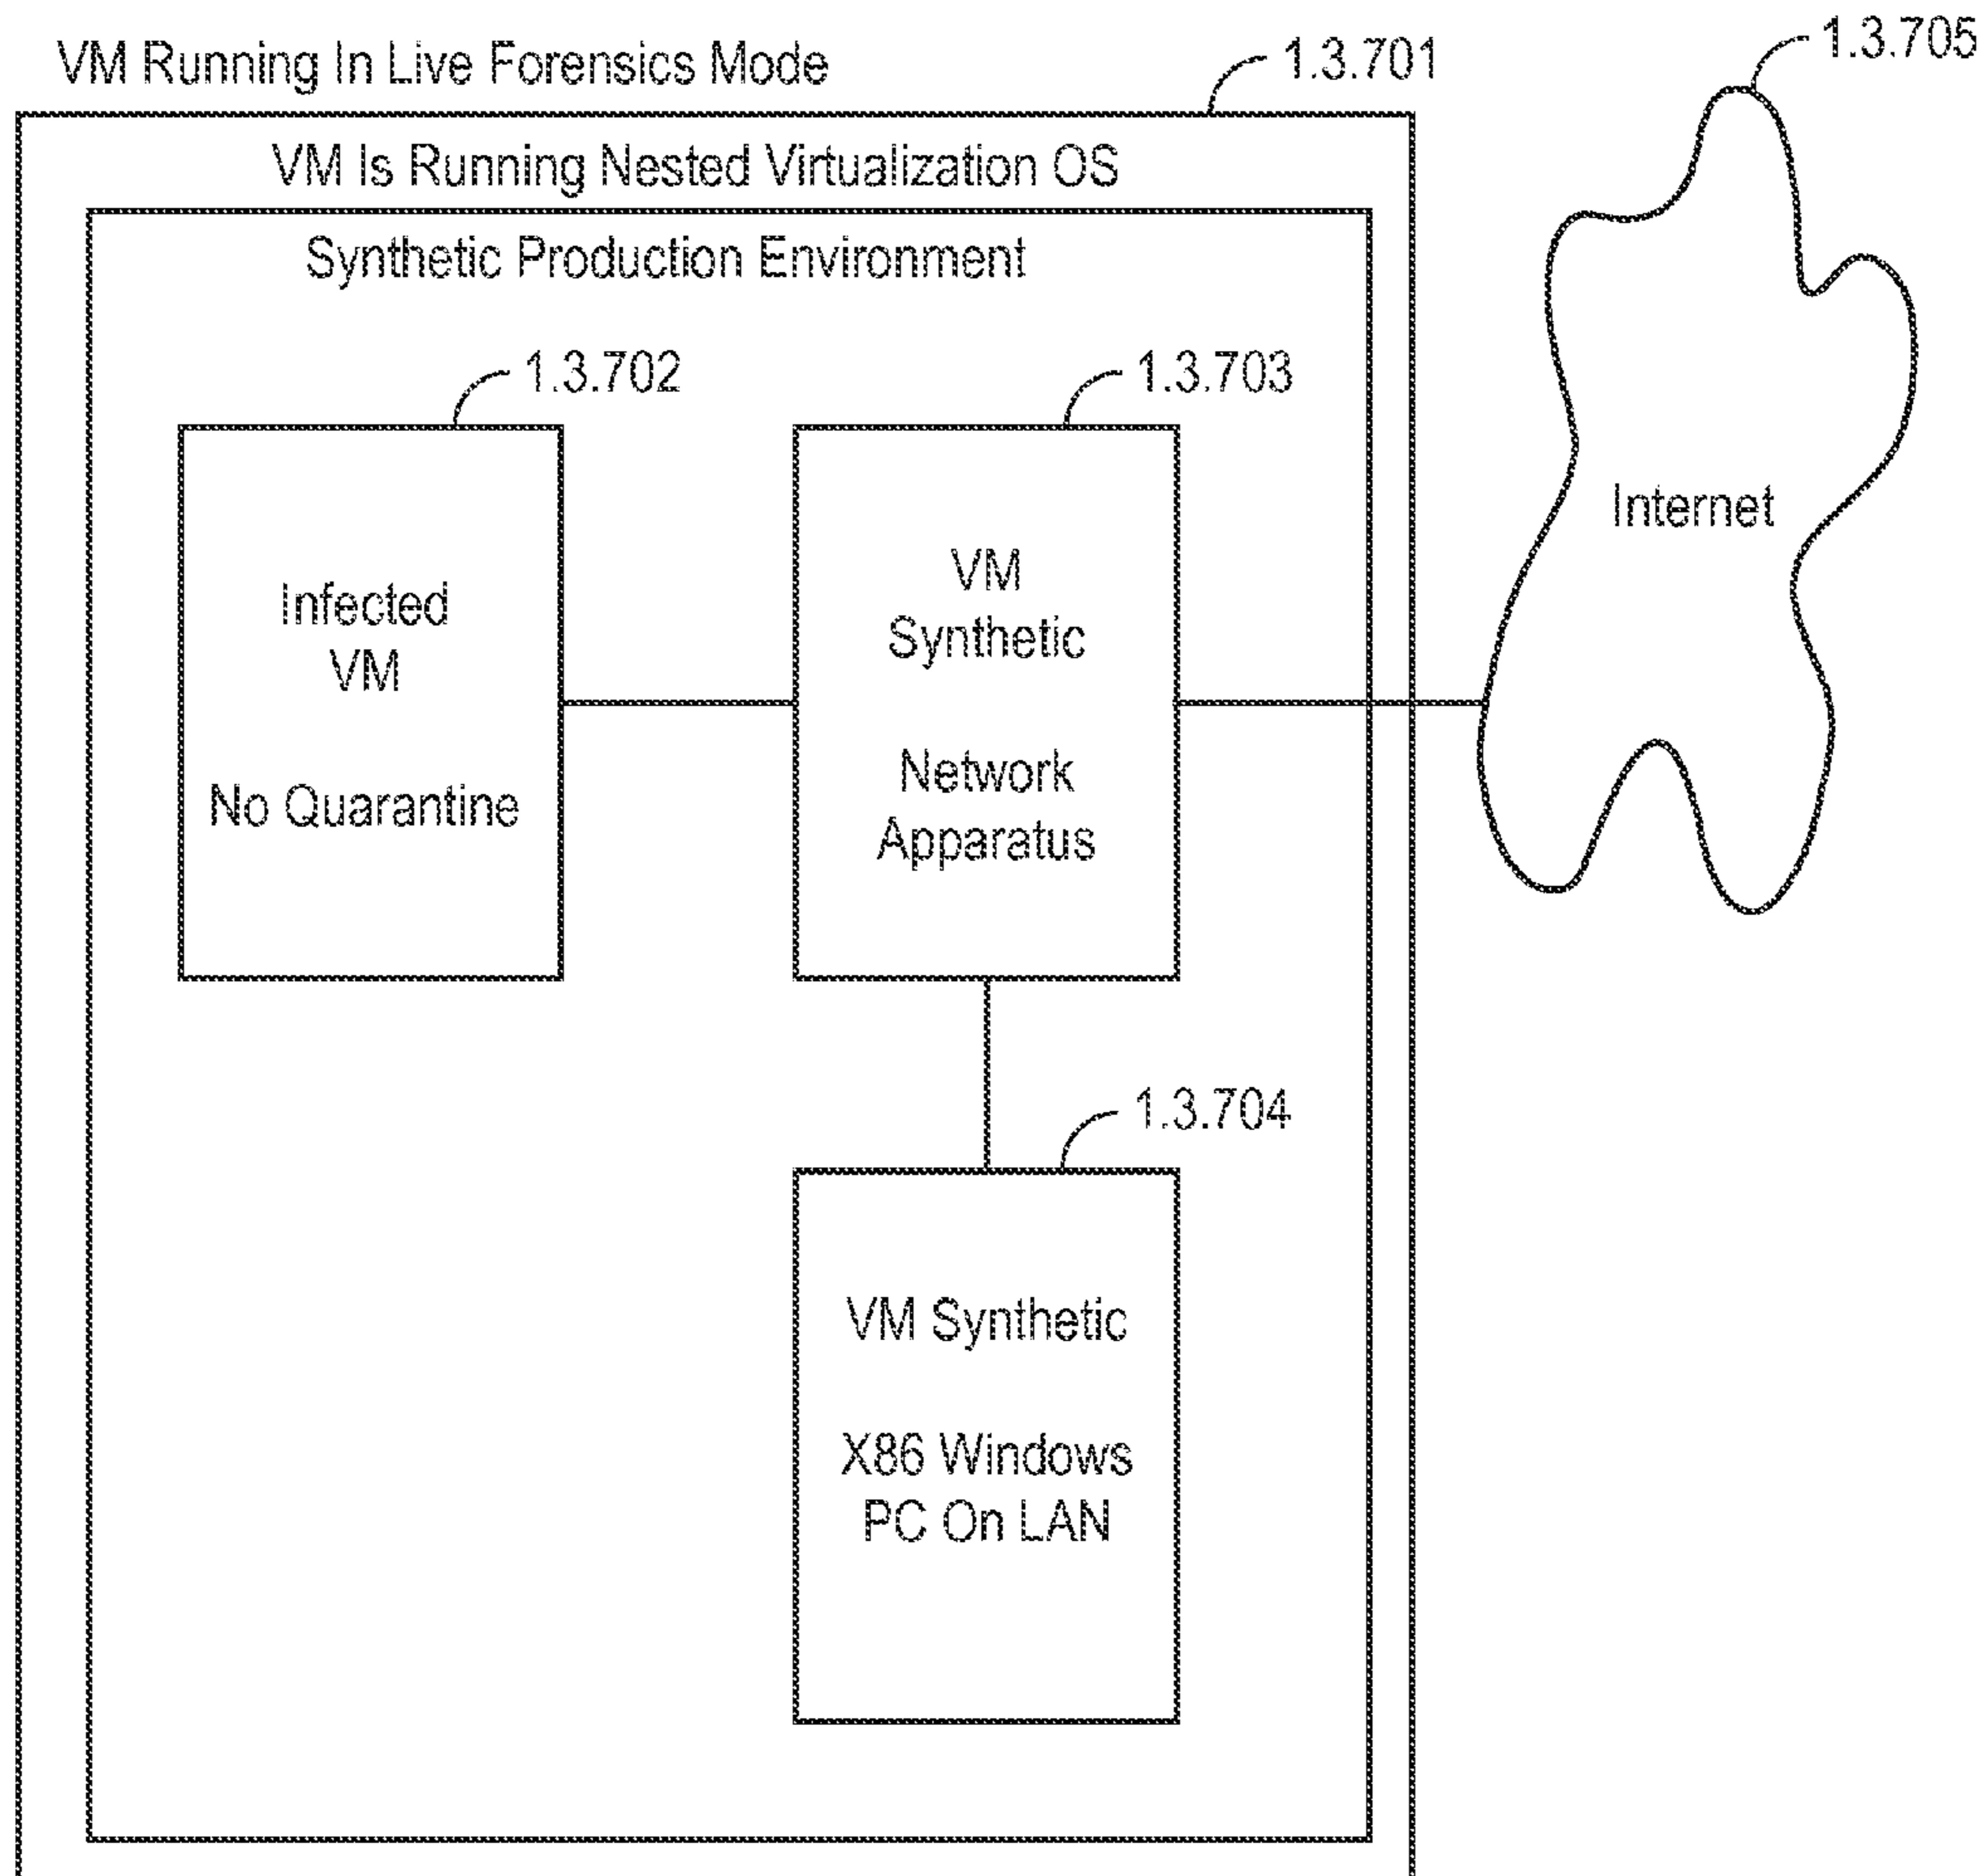 VM Running In Live Forensics Mode
1.3.701
1.3.705
VM Is Running Nested Virtualization OS
Synthetic Production Environment
1.3.702
1.3.703
Infected
VM
No Quarantine
VM
Synthetic
Network
Apparatus
Internet
1.3.704
VM Synthetic
X86 Windows
PC On LAN